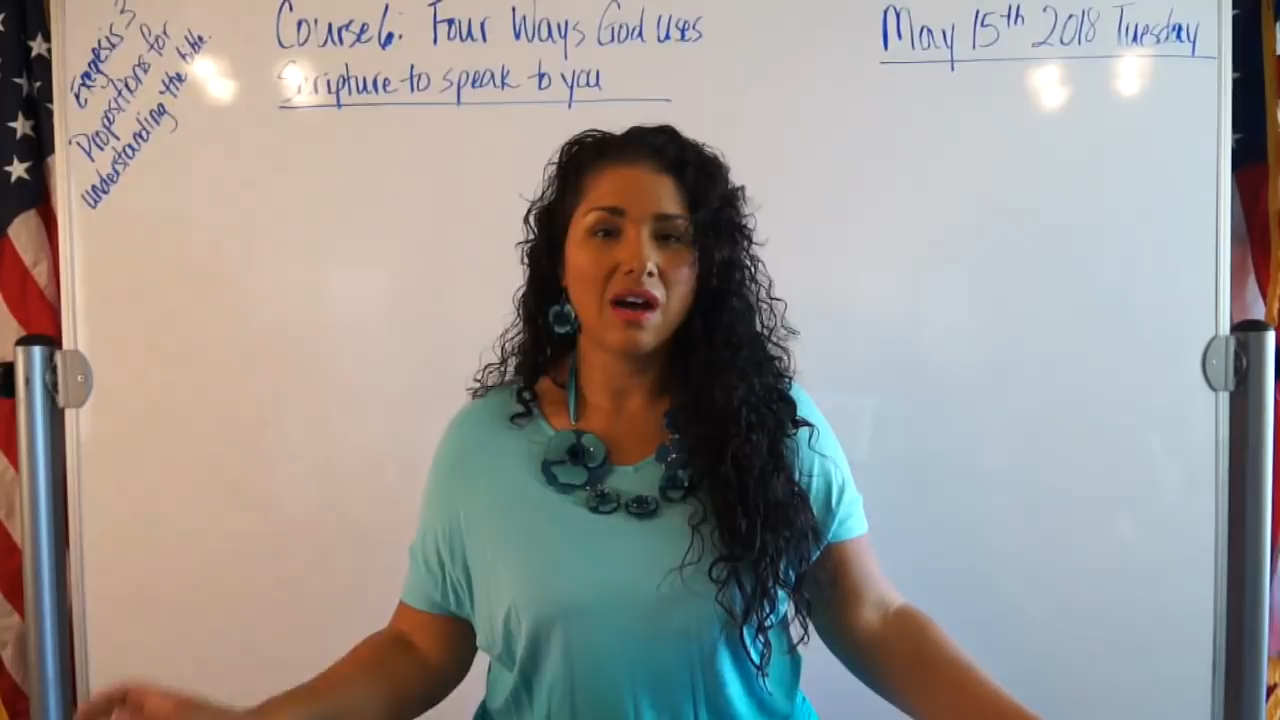 Exegesis 3
Propositions for
understanding the bible.
Course 6: Four Ways God uses
Scripture to speak to you
May 15th 2018 Tuesday